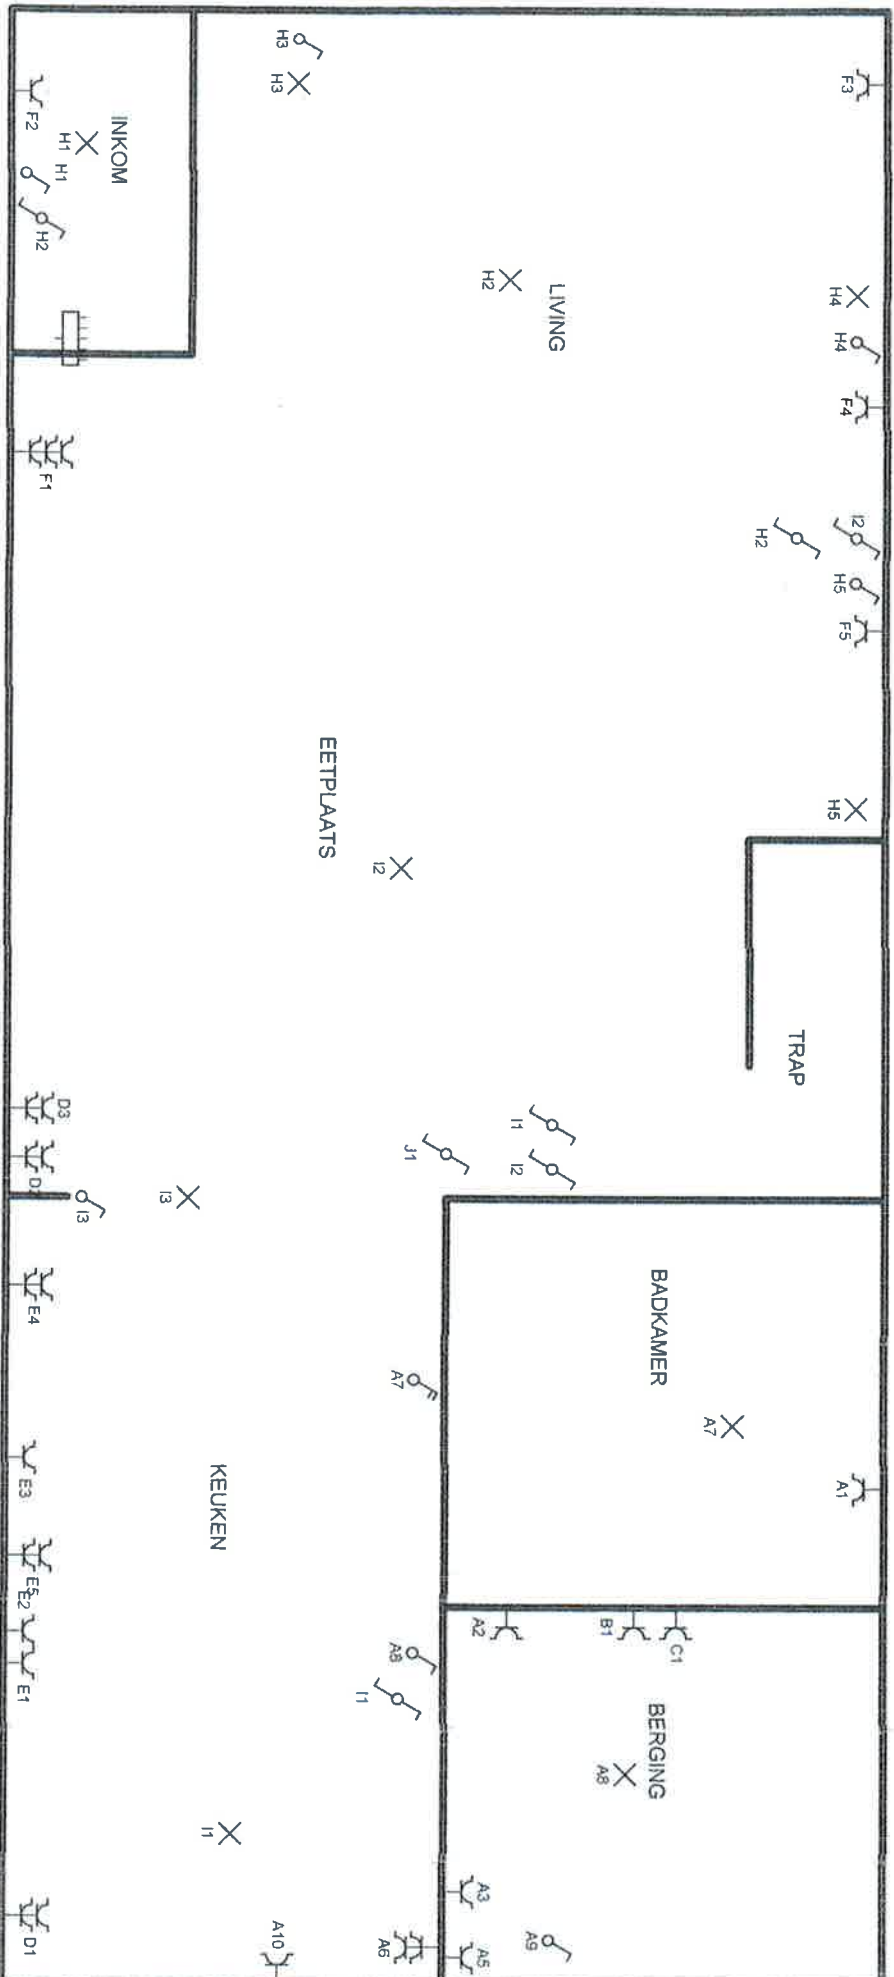 H3
H3
F3
F2
H1
H1
INKOM
H2
H2
LIVING
H4
H4
F4
F1
H2
I2
H5
F5
EETPLAATS
I2
H5
TRAP
D3
I1
I2
J1
I3
I3
E4
BADKAMER
A7
A7
A1
E3
KEUKEN
E5
E2
E1
A2
B1
C1
A8
I1
BERGING
A8
I1
A3
D1
A10
A6
A5
A9